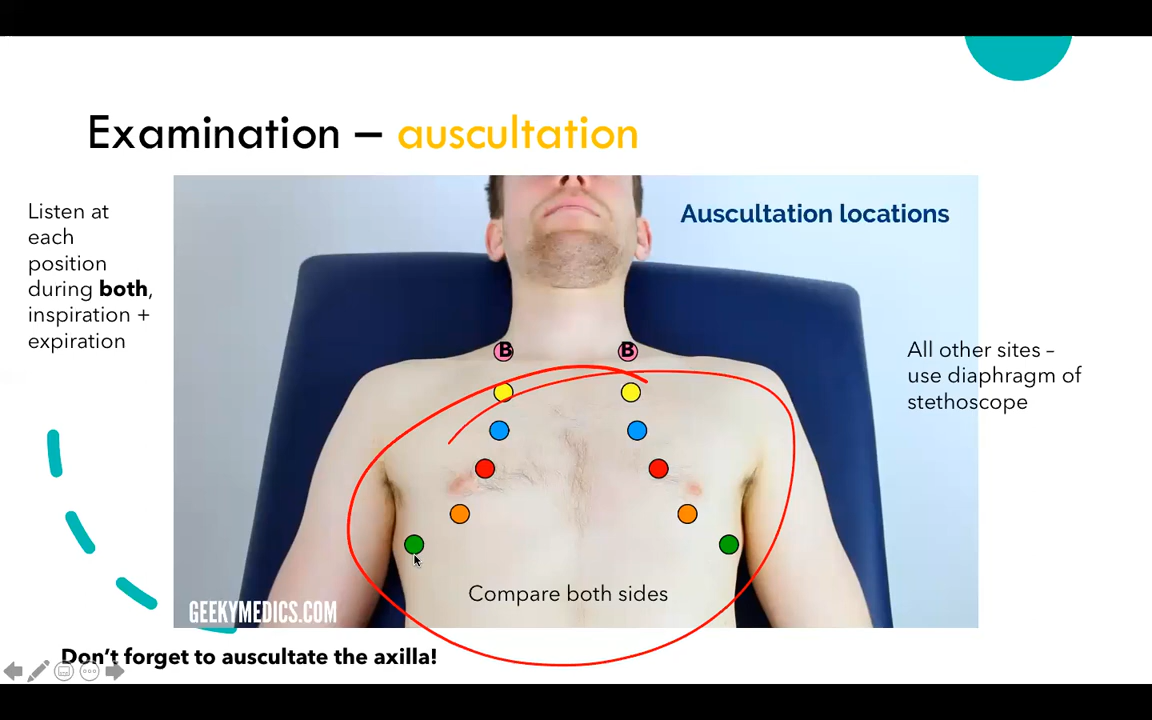 Examination – auscultation
Listen at
each
position
during both,
inspiration +
expiration
Auscultation locations
B B
All other sites –
use diaphragm of
stethoscope
Compare both sides
GEEKYMEDICS.COM
Don't forget to auscultate the axilla!